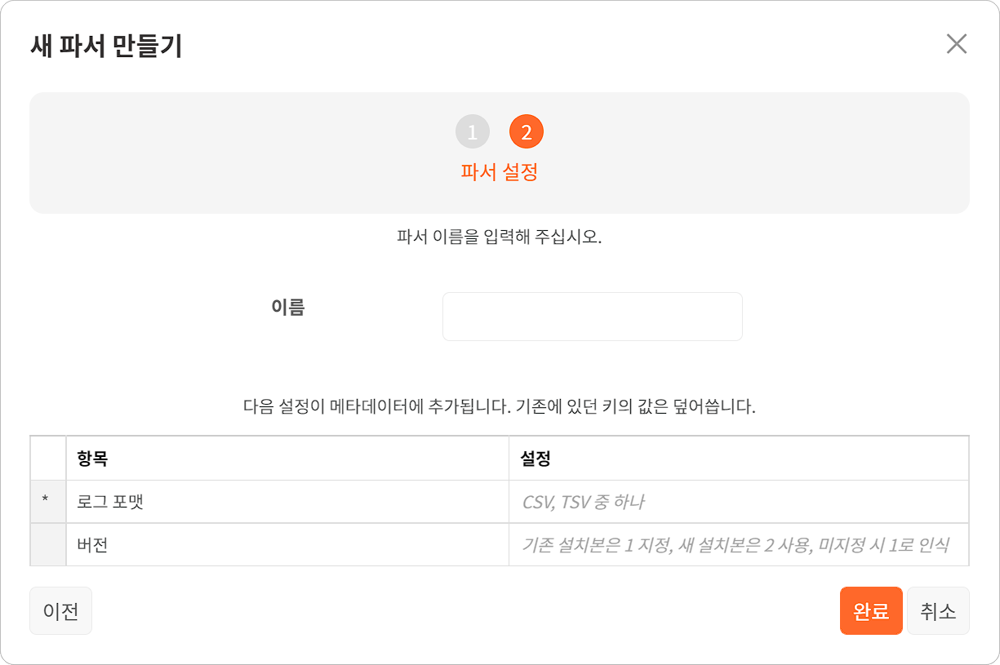 새 파서 만들기
1 2
파서 설정
파서 이름을 입력해 주십시오.
이름
다음 설정이 메타데이터에 추가됩니다. 기존에 있던 키의 값은 덮어씁니다.
항목 설정
* 로그 포맷 CSV, TSV 중 하나
버전 기존 설치본은 1 지정, 새 설치본은 2 사용, 미지정 시 1로 인식
이전 완료 취소